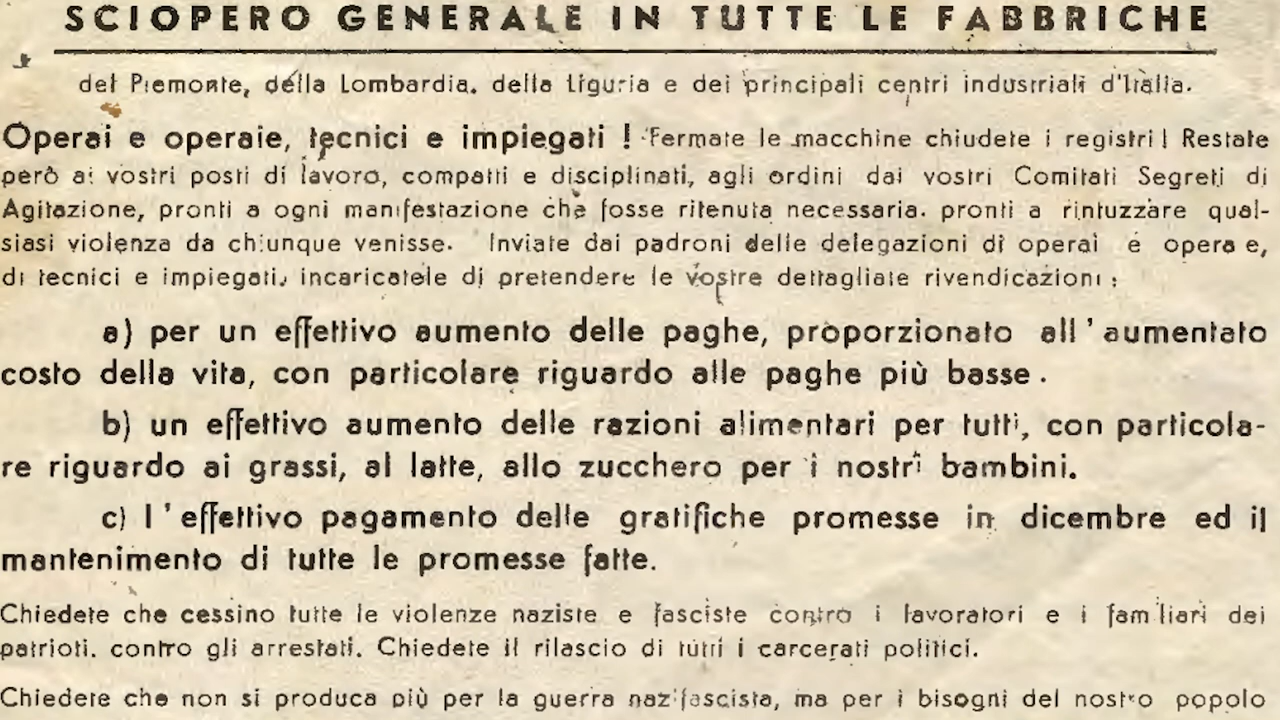 SCIOPERO GENERALE IN TUTTE LE FABBRICHE
del Piemonte, della Lombardia. della Liguria e dei principali centri industriali d'Italia.
Operai e operaie, tecnici e impiegati ! Fermate le macchine chiudete i registri ! Restate
però ai vostri posti di lavoro, compatti e disciplinati, agli ordini dai vostri Comitati Segreti di
Agitazione, pronti a ogni manifestazione che fosse ritenuta necessaria. pronti a rintuzzare qual-
siasi violenza da chiunque venisse. Inviate dai padroni delle delegazioni di operai e opera e,
di tecnici e impiegati, incaricatele di pretendere le vostre dettagliate rivendicazioni :
a) per un effettivo aumento delle paghe, proporzionato all'aumentato
costo della vita, con particolare riguardo alle paghe più basse.
b) un effettivo aumento delle razioni alimentari per tutti, con particola-
re riguardo ai grassi, al latte, allo zucchero per i nostri bambini.
c) l'effettivo pagamento delle gratifiche promesse in dicembre ed il
mantenimento di tutte le promesse fatte.
Chiedete che cessino tutte le violenze naziste e fasciste contro i lavoratori e i familiari dei
patrioti. contro gli arrestati. Chiedete il rilascio di tutti i carcerati politici.
Chiedete che non si produca più per la guerra nazifascista, ma per i bisogni del nostro popolo